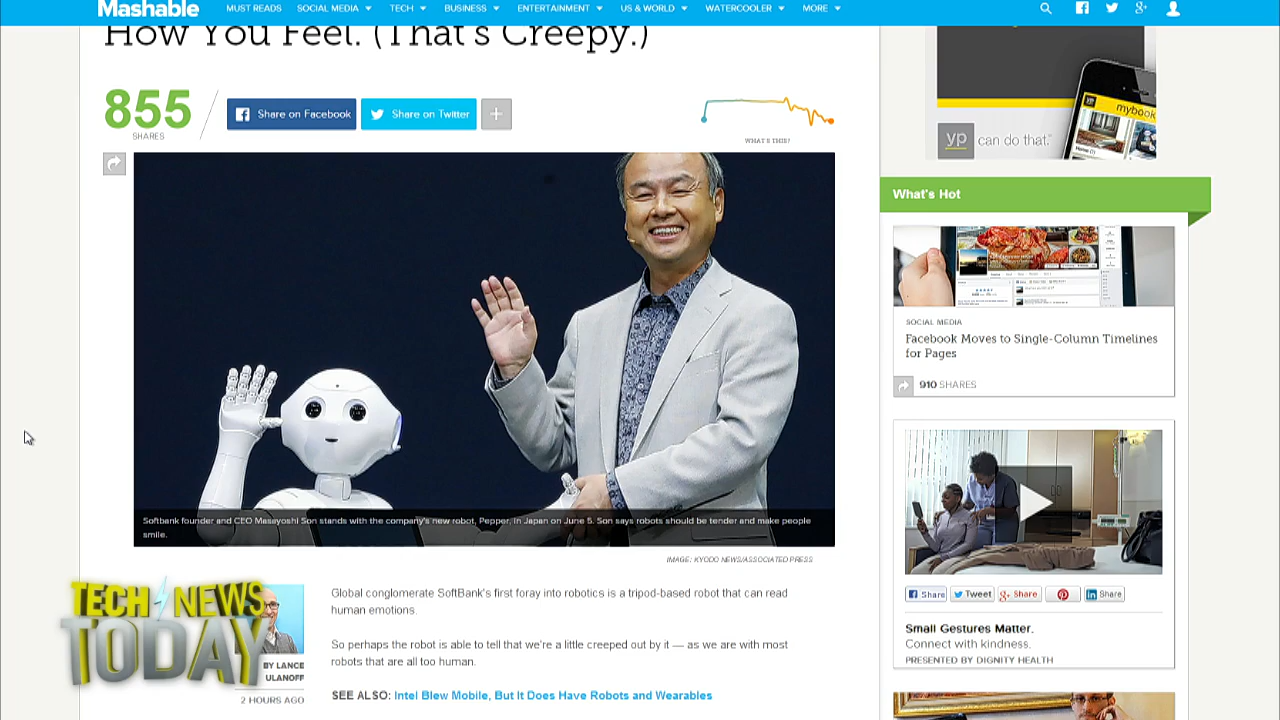 Mashable
MUST READS SOCIAL MEDIA TECH BUSINESS ENTERTAINMENT US & WORLD WATERCOOLER MORE
How You Feel. (That's Creepy.)
855
SHARES
Share on Facebook
Share on Twitter
WHAT'S THIS?
Softbank founder and CEO Masayoshi Son stands with the company's new robot, Pepper, in Japan on June 5. Son says robots should be tender and make people
smile.
IMAGE: KYODO NEWS/ASSOCIATED PRESS
Global conglomerate SoftBank's first foray into robotics is a tripod-based robot that can read
human emotions.
So perhaps the robot is able to tell that we're a little creeped out by it — as we are with most
robots that are all too human.
SEE ALSO: Intel Blew Mobile, But It Does Have Robots and Wearables
TECH NEWS
TODAY
BY LANCE
ULANOFF
2 HOURS AGO
mybook
yp can do that.
What's Hot
SOCIAL MEDIA
Facebook Moves to Single-Column Timelines
for Pages
910 SHARES
Share Tweet Share Share
Small Gestures Matter.
Connect with kindness.
PRESENTED BY DIGNITY HEALTH